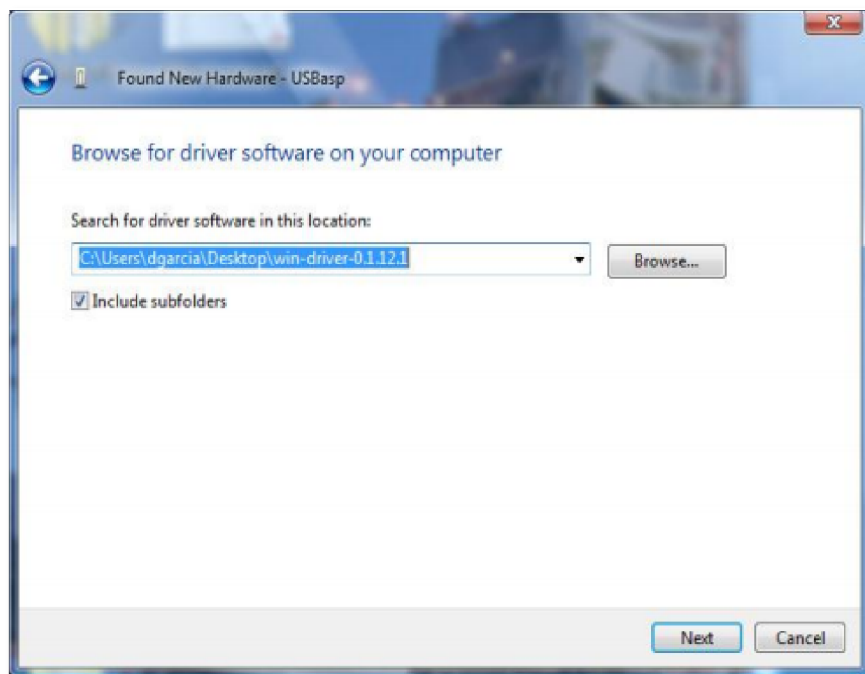 Found New Hardware - USBasp
Browse for driver software on your computer
Search for driver software in this location:
C:\Users\dgarcia\Desktop\win-driver-0.1.12.1
Browse...
Include subfolders
Next
Cancel